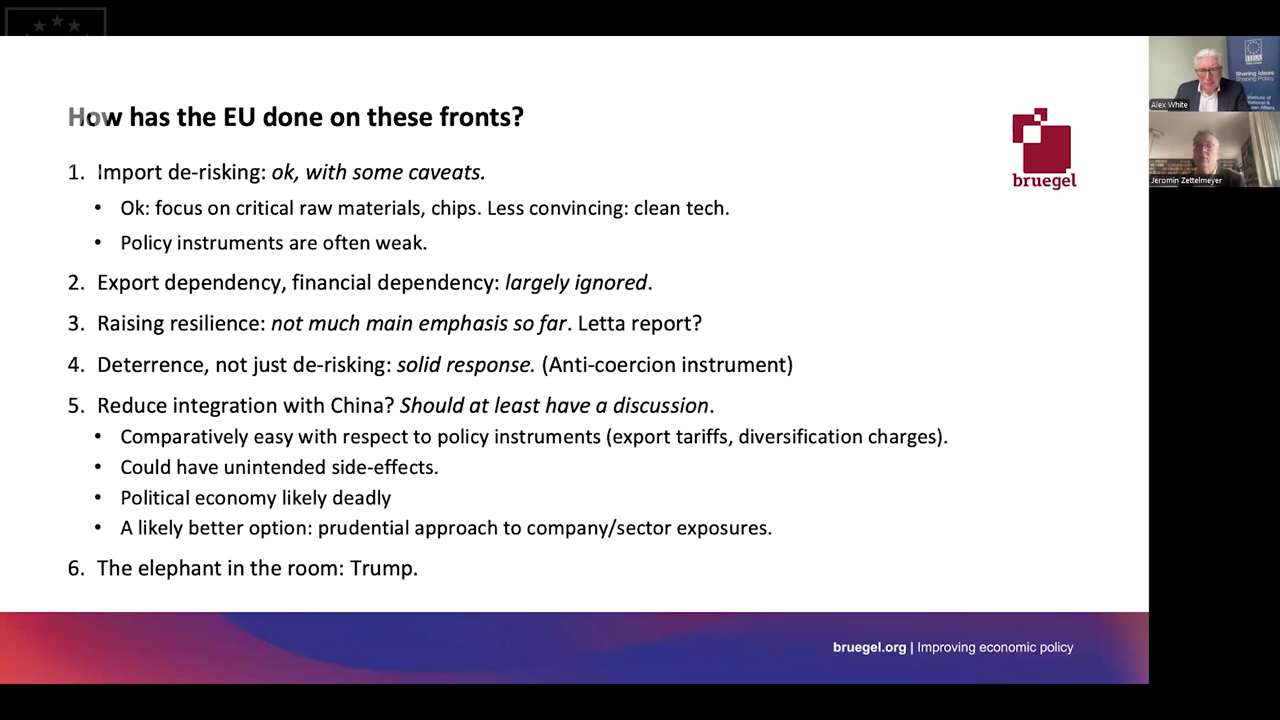 How has the EU done on these fronts?
1. Import de-risking: ok, with some caveats.
• Ok: focus on critical raw materials, chips. Less convincing: clean tech.
• Policy instruments are often weak.
2. Export dependency, financial dependency: largely ignored.
3. Raising resilience: not much main emphasis so far. Letta report?
4. Deterrence, not just de-risking: solid response. (Anti-coercion instrument)
5. Reduce integration with China? Should at least have a discussion.
• Comparatively easy with respect to policy instruments (export tariffs, diversification charges).
• Could have unintended side-effects.
• Political economy likely deadly
• A likely better option: prudential approach to company/sector exposures.
6. The elephant in the room: Trump.
bruegel
bruegel.org | Improving economic policy
Sharing Ideas
Shaping Policy
Alex White
Jeromin Zettelmeyer